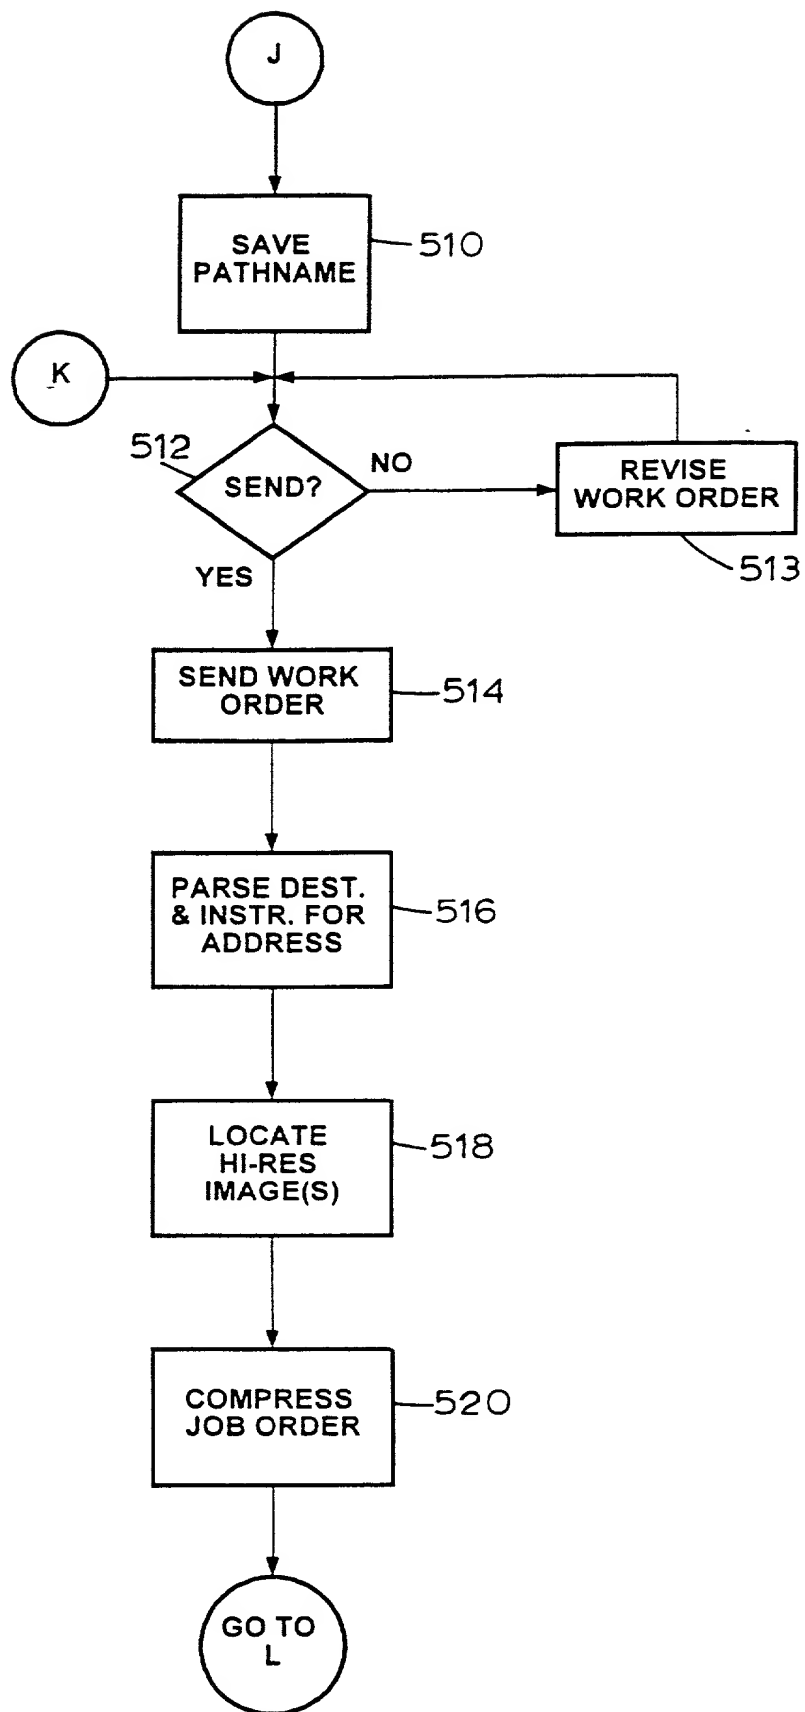 J
SAVE
PATHNAME
510
K
512
SEND?
NO
REVISE
WORK ORDER
513
YES
SEND WORK
ORDER
514
PARSE DEST.
& INSTR. FOR
ADDRESS
516
LOCATE
HI-RES
IMAGE(S)
518
COMPRESS
JOB ORDER
520
GO TO
L